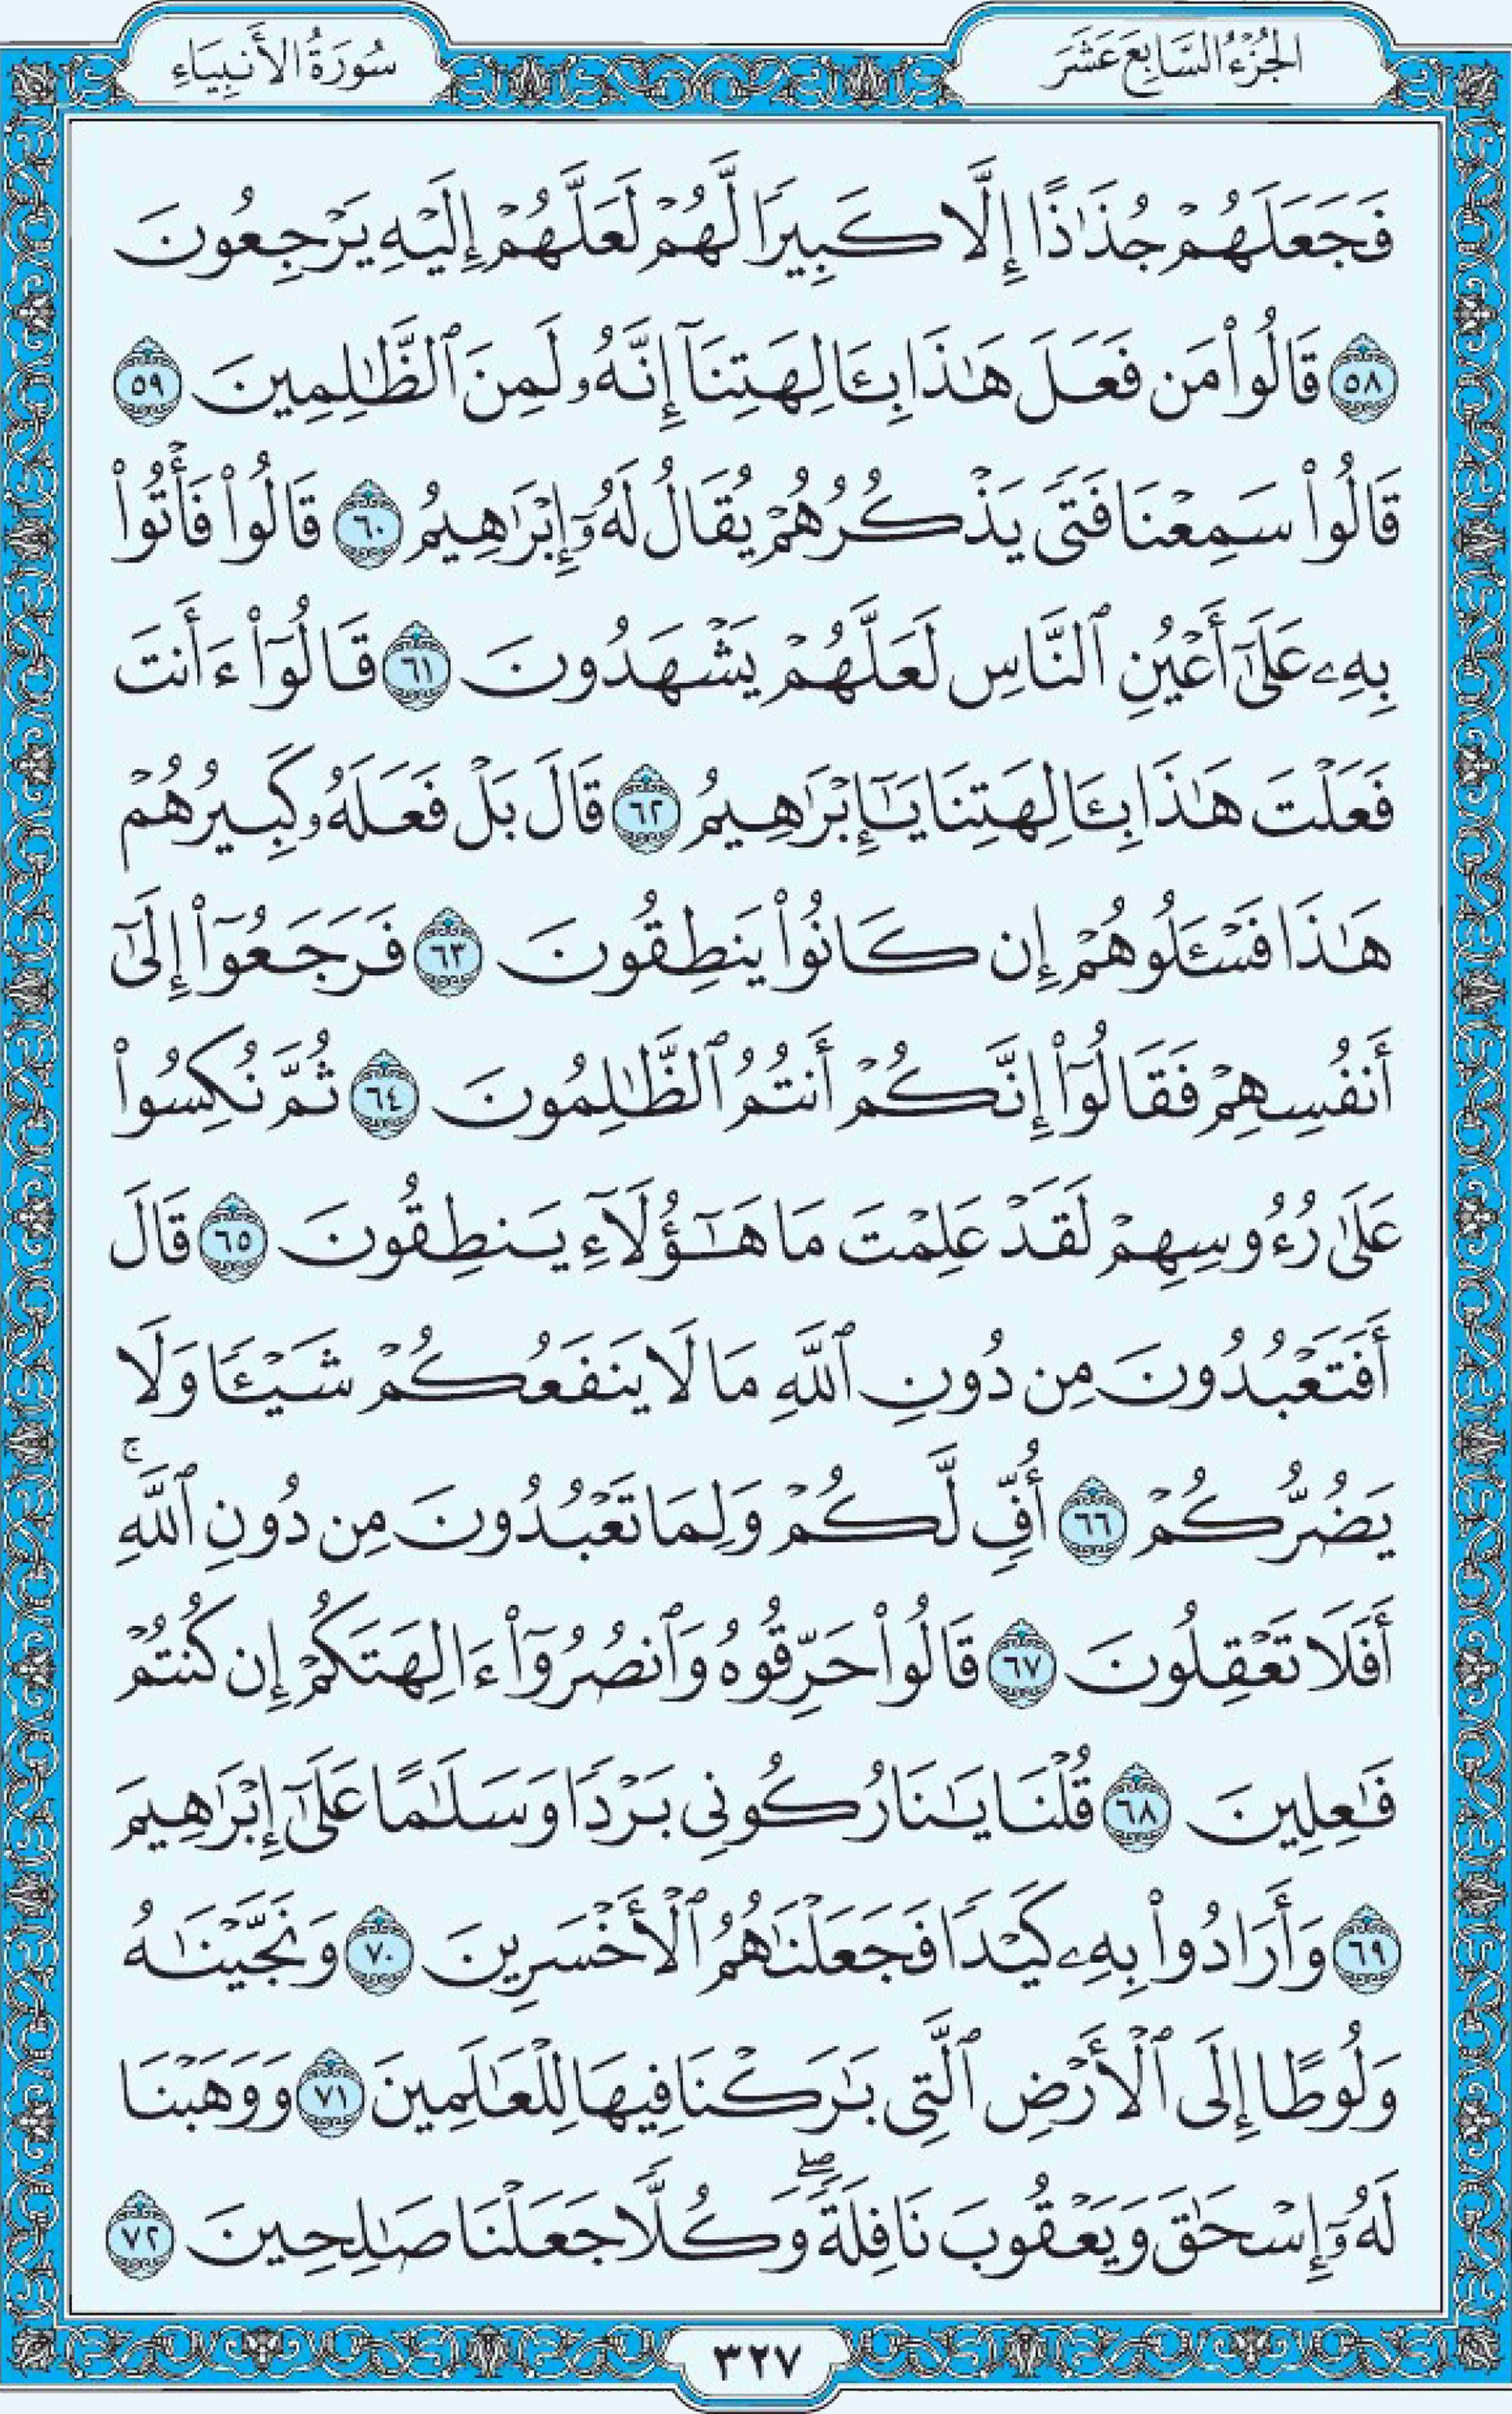 الجُزْءُ السَّابِعَ عَشَرَ
سُورَةُ الأَنبِيَاءِ
فَجَعَلَهُمْ جُذَٰذًا إِلَّا كَبِيرًا لَّهُمْ لَعَلَّهُمْ إِلَيْهِ يَرْجِعُونَ
٥٨ قَالُوا۟ مَن فَعَلَ هَٰذَا بِـَٔالِهَتِنَآ إِنَّهُۥ لَمِنَ ٱلظَّٰلِمِينَ ٥٩
قَالُوا۟ سَمِعْنَا فَتًى يَذْكُرُهُمْ يُقَالُ لَهُۥٓ إِبْرَٰهِيمُ ٦٠ قَالُوا۟ فَأْتُوا۟
بِهِۦ عَلَىٰٓ أَعْيُنِ ٱلنَّاسِ لَعَلَّهُمْ يَشْهَدُونَ ٦١ قَالُوٓا۟ ءَأَنتَ
فَعَلْتَ هَٰذَا بِـَٔالِهَتِنَا يَٰٓإِبْرَٰهِيمُ ٦٢ قَالَ بَلْ فَعَلَهُۥ كَبِيرُهُمْ
هَٰذَا فَسْـَٔلُوهُمْ إِن كَانُوا۟ يَنطِقُونَ ٦٣ فَرَجَعُوٓا۟ إِلَىٰٓ
أَنفُسِهِمْ فَقَالُوٓا۟ إِنَّكُمْ أَنتُمُ ٱلظَّٰلِمُونَ ٦٤ ثُمَّ نُكِسُوا۟
عَلَىٰ رُءُوسِهِمْ لَقَدْ عَلِمْتَ مَا هَٰٓؤُلَآءِ يَنطِقُونَ ٦٥ قَالَ
أَفَتَعْبُدُونَ مِن دُونِ ٱللَّهِ مَا لَا يَنفَعُكُمْ شَيْـًٔا وَلَا
يَضُرُّكُمْ ٦٦ أُفٍّ لَّكُمْ وَلِمَا تَعْبُدُونَ مِن دُونِ ٱللَّهِ ۚ
أَفَلَا تَعْقِلُونَ ٦٧ قَالُوا۟ حَرِّقُوهُ وَٱنصُرُوٓا۟ ءَالِهَتَكُمْ إِن كُنتُمْ
فَٰعِلِينَ ٦٨ قُلْنَا يَٰنَارُ كُونِى بَرْدًا وَسَلَٰمًا عَلَىٰٓ إِبْرَٰهِيمَ
٦٩ وَأَرَادُوا۟ بِهِۦ كَيْدًا فَجَعَلْنَٰهُمُ ٱلْأَخْسَرِينَ ٧٠ وَنَجَّيْنَٰهُ
وَلُوطًا إِلَى ٱلْأَرْضِ ٱلَّتِى بَٰرَكْنَا فِيهَا لِلْعَٰلَمِينَ ٧١ وَوَهَبْنَا
لَهُۥٓ إِسْحَٰقَ وَيَعْقُوبَ نَافِلَةً ۖ وَكُلًّا جَعَلْنَا صَٰلِحِينَ ٧٢
٣٢٧